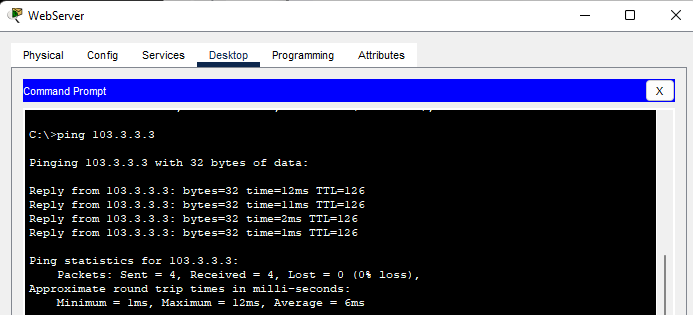 WebServer
Physical Config Services Desktop Programming Attributes
Command Prompt X
C:\>ping 103.3.3.3
Pinging 103.3.3.3 with 32 bytes of data:
Reply from 103.3.3.3: bytes=32 time=12ms TTL=126
Reply from 103.3.3.3: bytes=32 time=11ms TTL=126
Reply from 103.3.3.3: bytes=32 time=2ms TTL=126
Reply from 103.3.3.3: bytes=32 time=1ms TTL=126
Ping statistics for 103.3.3.3:
Packets: Sent = 4, Received = 4, Lost = 0 (0% loss),
Approximate round trip times in milli-seconds:
Minimum = 1ms, Maximum = 12ms, Average = 6ms